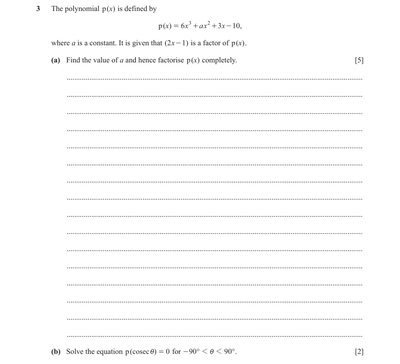 3 The polynomial p(x) is defined by
p(x) = 6x³ + ax² + 3x − 10,
where a is a constant. It is given that (2x − 1) is a factor of p(x).
(a) Find the value of a and hence factorise p(x) completely. [5]
(b) Solve the equation p(cosec θ) = 0 for −90° < θ < 90°. [2]